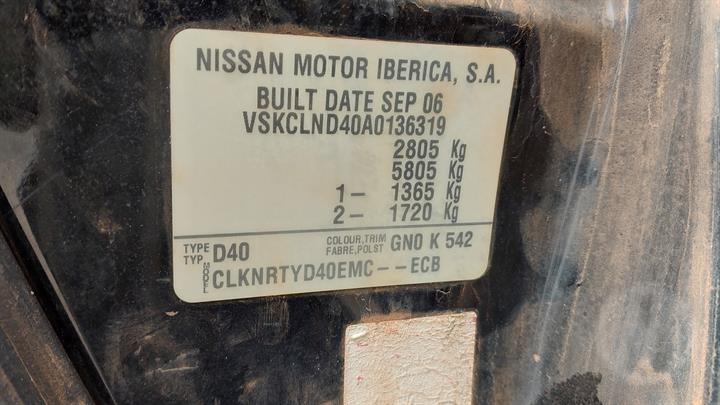 NISSAN MOTOR IBERICA, S.A.
BUILT DATE SEP 06
VSKCLND40A0136319
2805 Kg
5805 Kg
1- 1365 Kg
2- 1720 Kg
TYPE TYP. D40 COLOUR,TRIM FABRE,POLST GN0 K 542
MODEL CLKNRTYD40EMC--ECB